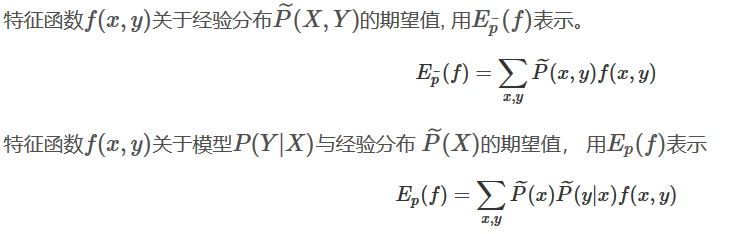 特征函数f(x, y)关于经验分布P̃(X, Y)的期望值, 用E_p̃(f)表示。
E_p̃(f) = ∑_{x,y} P̃(x, y)f(x, y)
特征函数f(x, y)关于模型P(Y|X)与经验分布 P̃(X)的期望值， 用E_p(f)表示
E_p(f) = ∑_{x,y} P̃(x)P̃(y|x)f(x, y)